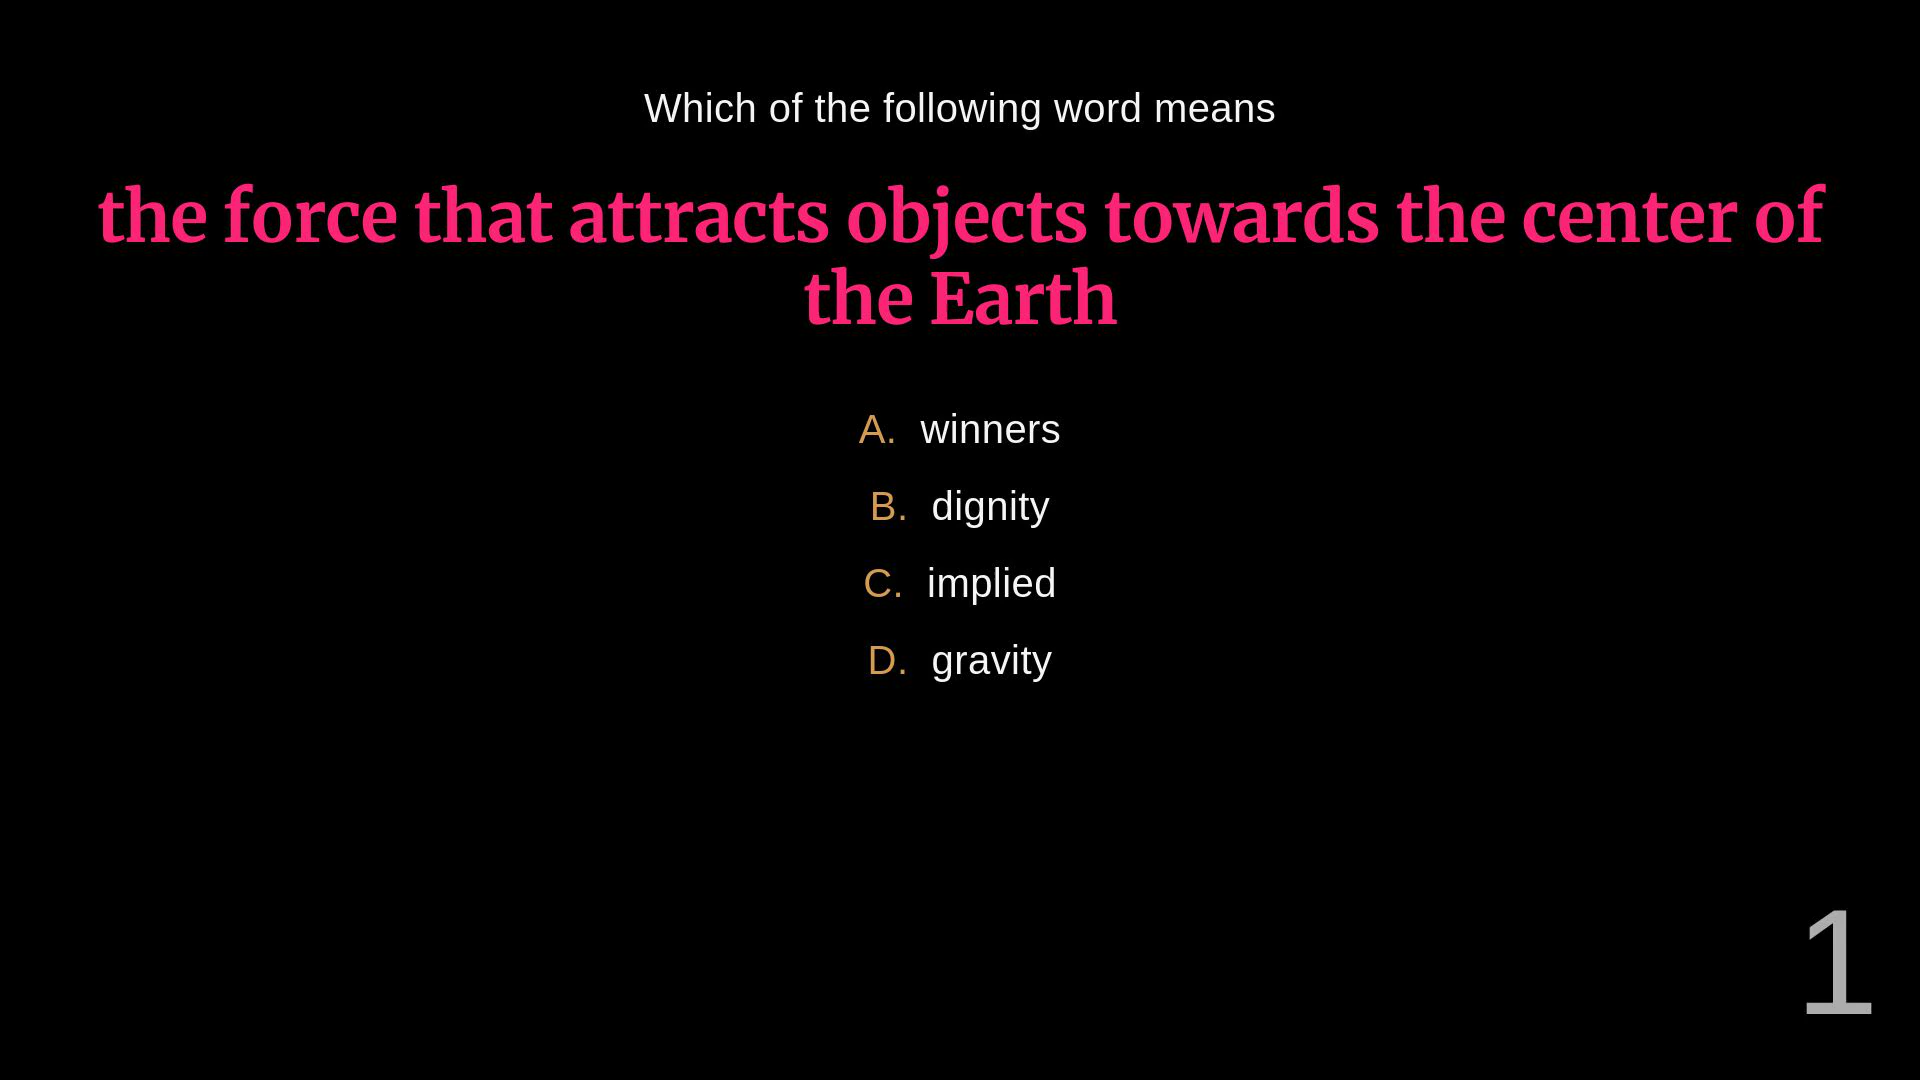 Which of the following word means
the force that attracts objects towards the center of
the Earth
A. winners
B. dignity
C. implied
D. gravity
1